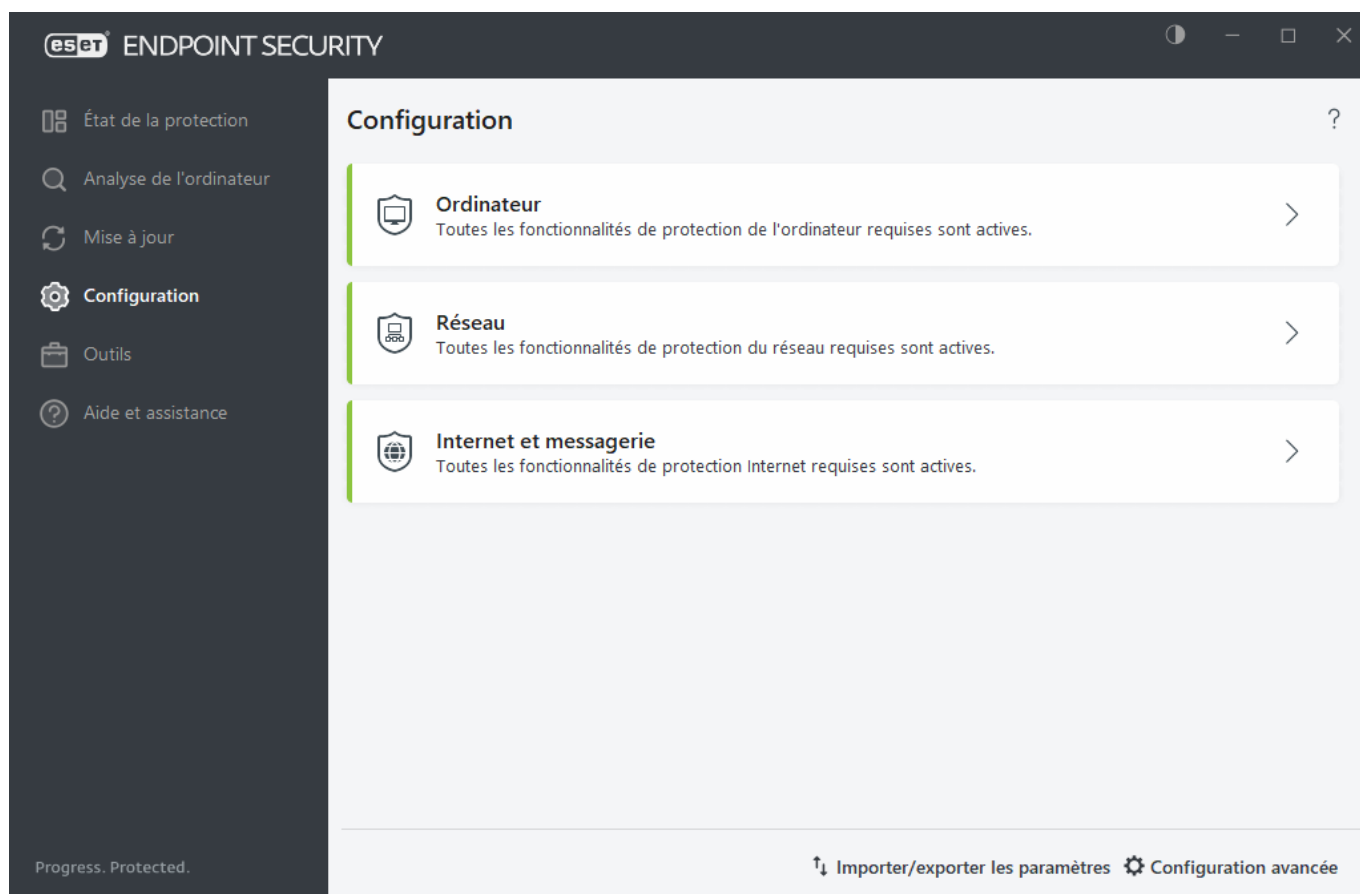 eset ENDPOINT SECURITY
État de la protection
Analyse de l'ordinateur
Mise à jour
Configuration
Outils
Aide et assistance
Progress. Protected.
Configuration
?
Ordinateur
Toutes les fonctionnalités de protection de l'ordinateur requises sont actives.
Réseau
Toutes les fonctionnalités de protection du réseau requises sont actives.
Internet et messagerie
Toutes les fonctionnalités de protection Internet requises sont actives.
Importer/exporter les paramètres
Configuration avancée